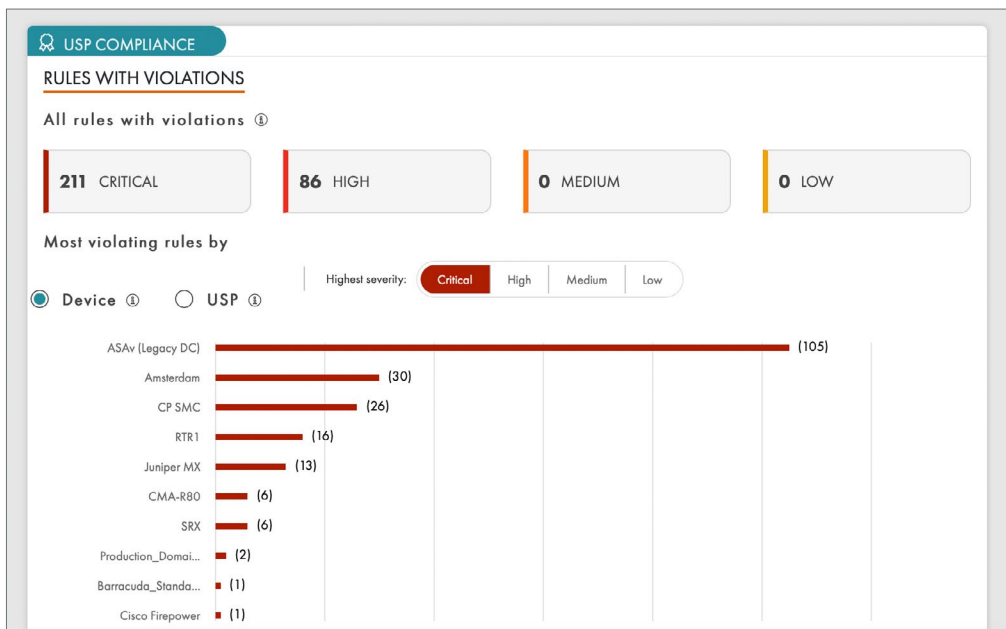 USP COMPLIANCE
RULES WITH VIOLATIONS
All rules with violations
211 CRITICAL
86 HIGH
0 MEDIUM
0 LOW
Most violating rules by
Device
USP
Highest severity:
Critical
High
Medium
Low
ASAv (Legacy DC) (105)
Amsterdam (30)
CP SMC (26)
RTR1 (16)
Juniper MX (13)
CMA-R80 (6)
SRX (6)
Production_Domai... (2)
Barracuda_Standa... (1)
Cisco Firepower (1)